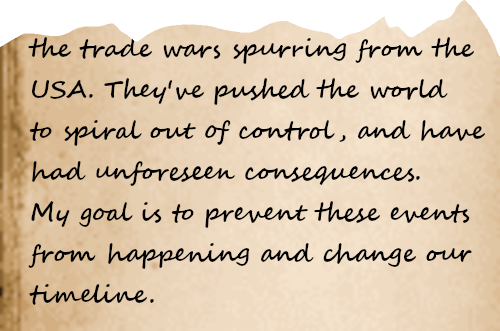 the trade wars spurring from the
USA. They've pushed the world
to spiral out of control, and have
had unforeseen consequences.
My goal is to prevent these events
from happening and change our
timeline.